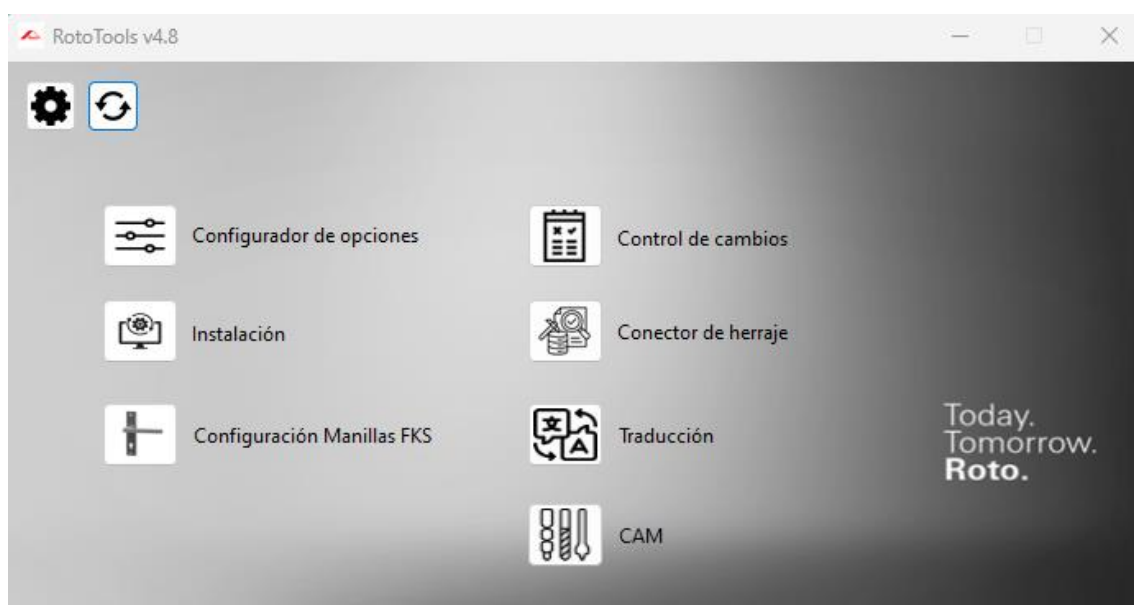 RotoTools v4.8
Configurador de opciones
Control de cambios
Instalación
Conector de herraje
Configuración Manillas FKS
Traducción
CAM
Today.
Tomorrow.
Roto.